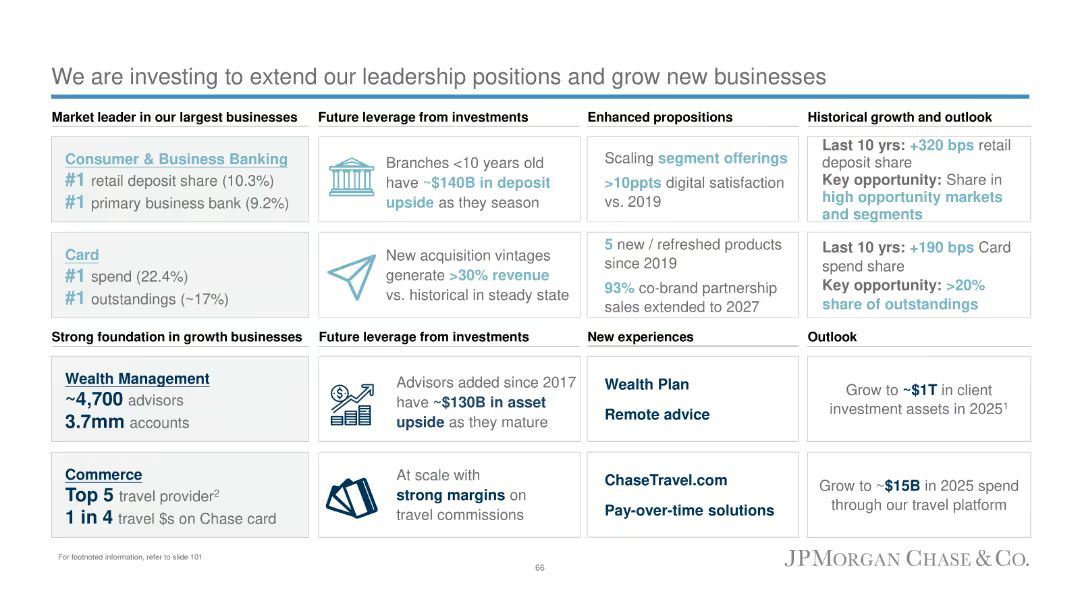 We are investing to extend our leadership positions and grow new businesses
Market leader in our largest businesses
Future leverage from investments
Enhanced propositions
Historical growth and outlook
Consumer & Business Banking
#1 retail deposit share (10.3%)
#1 primary business bank (9.2%)
Branches <10 years old
have ~$140B in deposit
upside as they season
Scaling segment offerings
>10ppts digital satisfaction
vs. 2019
Last 10 yrs: +320 bps retail
deposit share
Key opportunity: Share in
high opportunity markets
and segments
Card
#1 spend (22.4%)
#1 outstandings (~17%)
New acquisition vintages
generate >30% revenue
vs. historical in steady state
5 new / refreshed products
since 2019
93% co-brand partnership
sales extended to 2027
Last 10 yrs: +190 bps Card
spend share
Key opportunity: >20%
share of outstandings
Strong foundation in growth businesses
Future leverage from investments
New experiences
Outlook
Wealth Management
~4,700 advisors
3.7mm accounts
Advisors added since 2017
have ~$130B in asset
upside as they mature
Wealth Plan
Remote advice
Grow to ~$1T in client
investment assets in 2025¹
Commerce
Top 5 travel provider²
1 in 4 travel $s on Chase card
At scale with
strong margins on
travel commissions
ChaseTravel.com
Pay-over-time solutions
Grow to ~$15B in 2025 spend
through our travel platform
For footnoted information, refer to slide 101
66
JPMORGAN CHASE & CO.